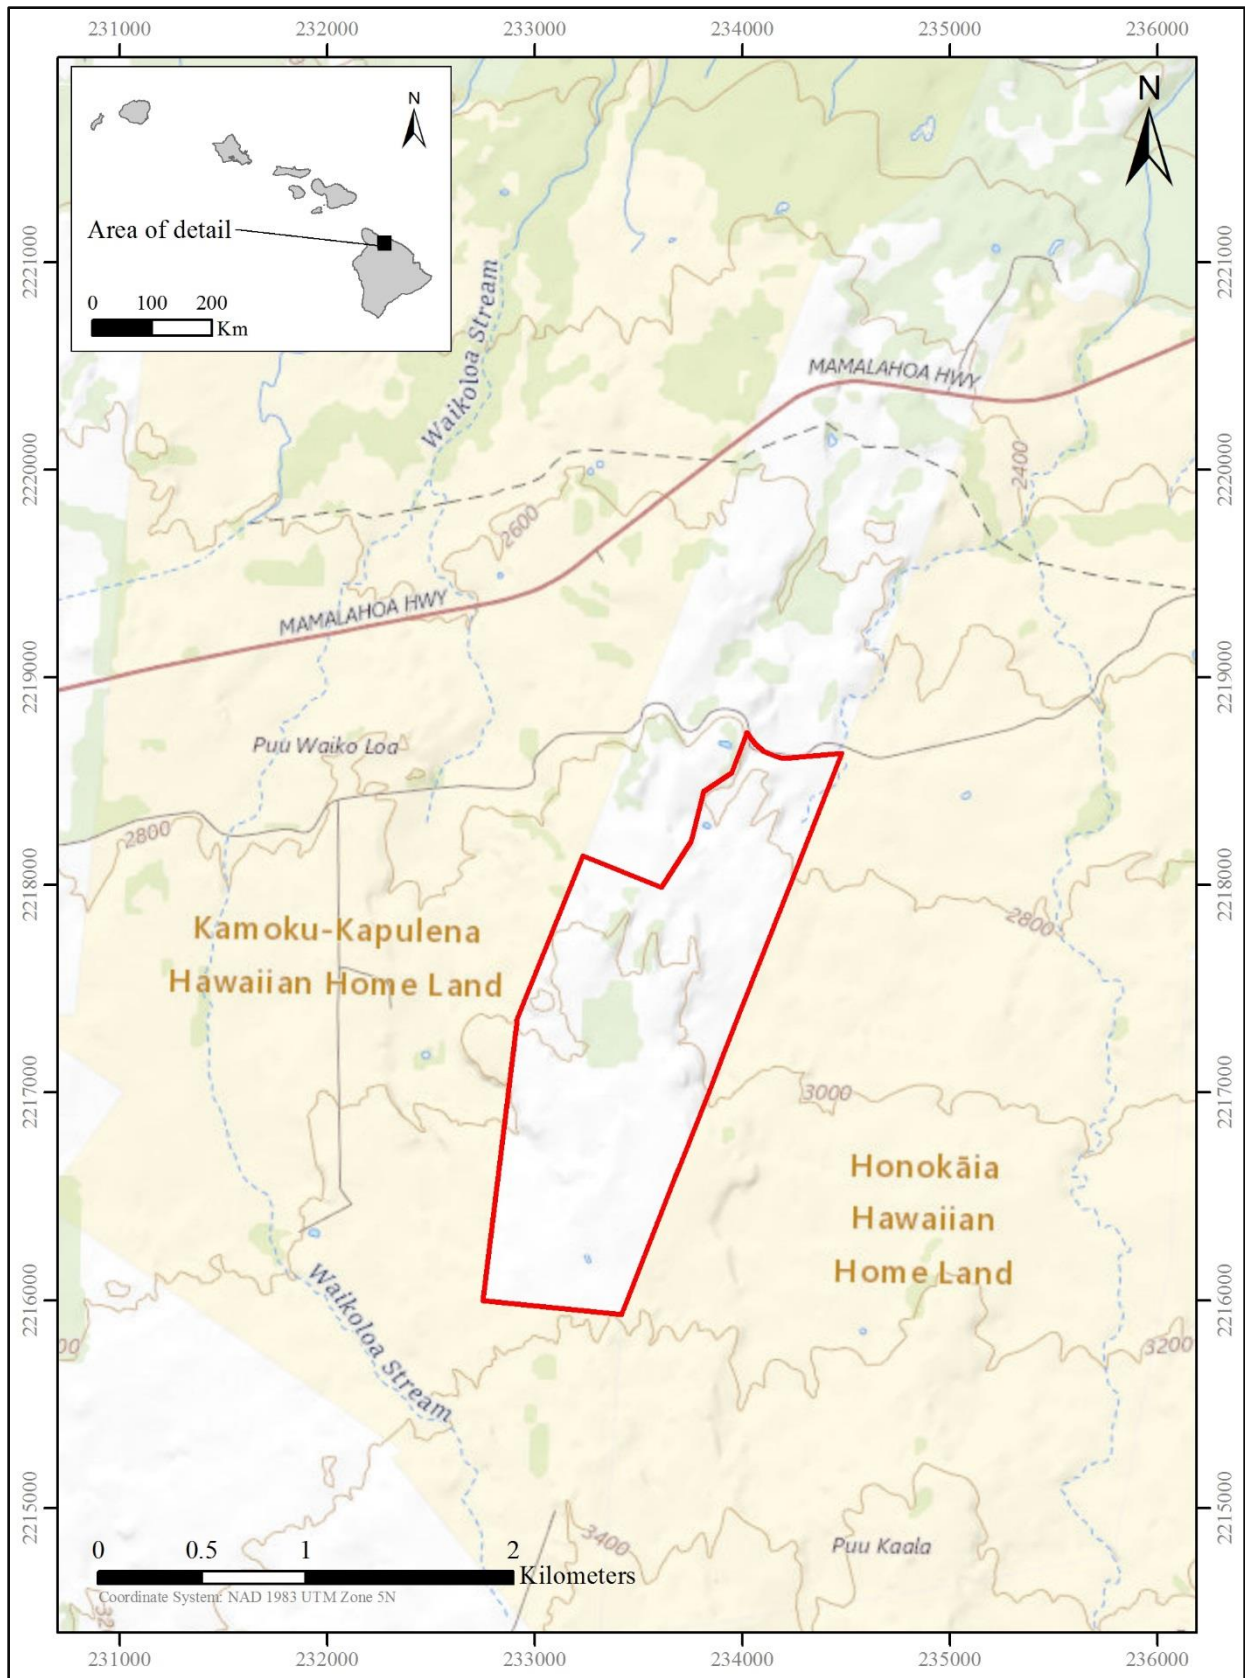 231000
232000
233000
234000
235000
236000
N
N
Area of detail
0
100
200
Km
2221000
2221000
Waikoloa Stream
MAMALAHOA HWY
2400
2220000
2220000
2600
MAMALAHOA HWY
2219000
2219000
Puu Waiko Loa
2800
2218000
2218000
Kamoku-Kapulena
Hawaiian Home Land
2800
2217000
2217000
3000
Honokāia
Hawaiian
Home Land
2216000
2216000
Waikoloa Stream
3200
2215000
2215000
3400
Puu Kaala
0
0.5
1
2
Kilometers
Coordinate System: NAD 1983 UTM Zone 5N
231000
232000
233000
234000
235000
236000